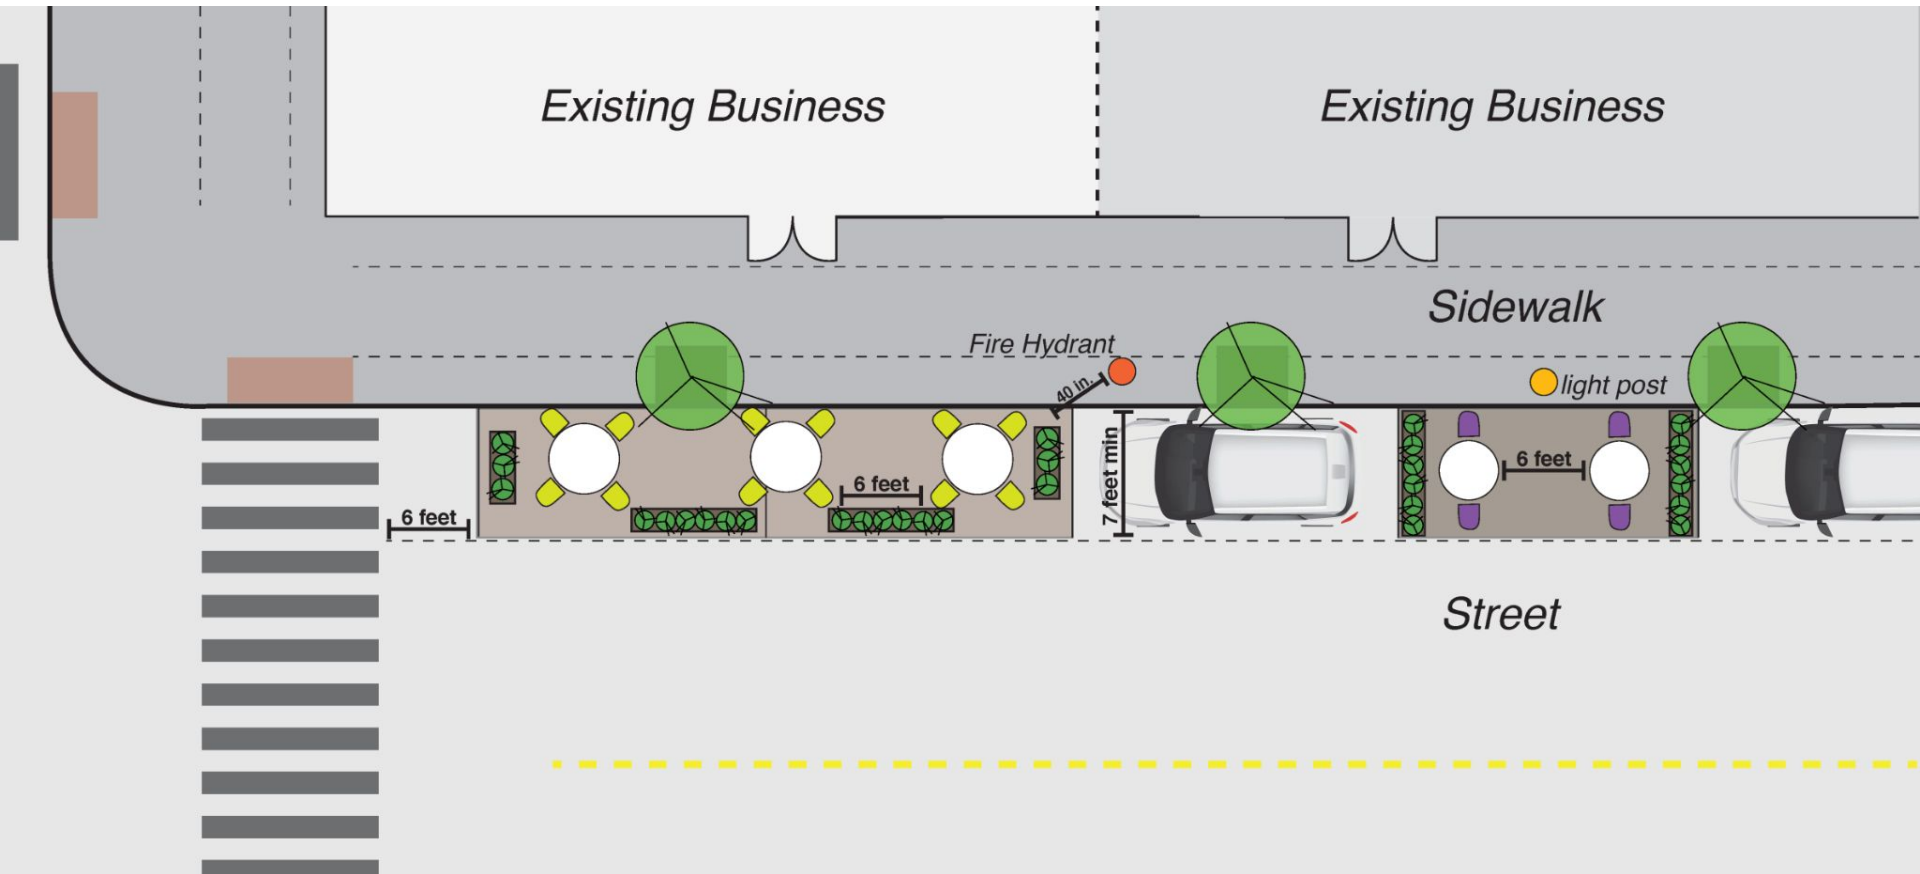 Existing Business
Existing Business
Sidewalk
Fire Hydrant
40 in.
light post
6 feet
6 feet
7 feet min
6 feet
Street